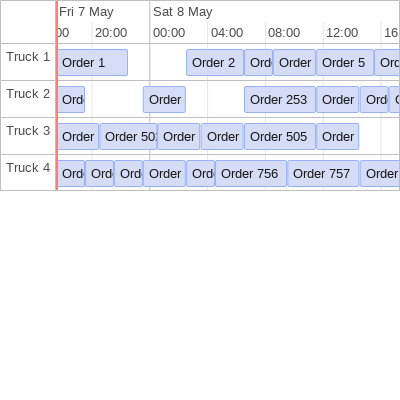 Fri 7 May Sat 8 May
00 20:00 00:00 04:00 08:00 12:00 16
Truck 1 Order 1 Order 2 Ord Order Order 5 Ord
Truck 2 Ord Order Order 253 Order Ord
Truck 3 Order Order 50 Order Order Order 505 Order
Truck 4 Ord Ord Ord Order Ord Order 756 Order 757 Order